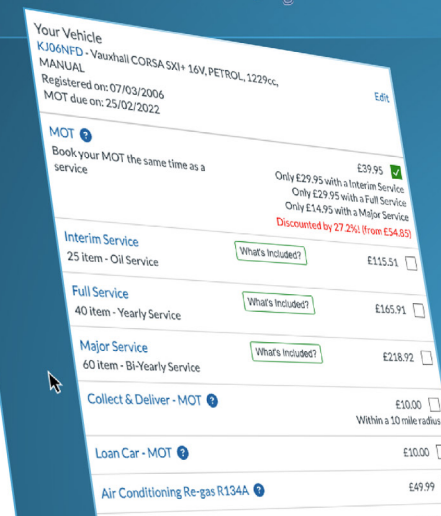 Your Vehicle
KJ06NFD - Vauxhall CORSA SXI+ 16V, PETROL, 1229cc,
MANUAL
Registered on: 07/03/2006
MOT due on: 25/02/2022
Edit
MOT ?
Book your MOT the same time as a
service
£39.95
Only £29.95 with a Interim Service
Only £29.95 with a Full Service
Only £14.95 with a Major Service
Discounted by 27.2%! (from £54.85)
Interim Service
25 item - Oil Service
What's Included?
£115.51
Full Service
40 item - Yearly Service
What's Included?
£165.91
Major Service
60 item - Bi-Yearly Service
What's Included?
£218.92
Collect & Deliver - MOT ?
£10.00
Within a 10 mile radius
Loan Car - MOT ?
£10.00
Air Conditioning Re-gas R134A ?
£49.99